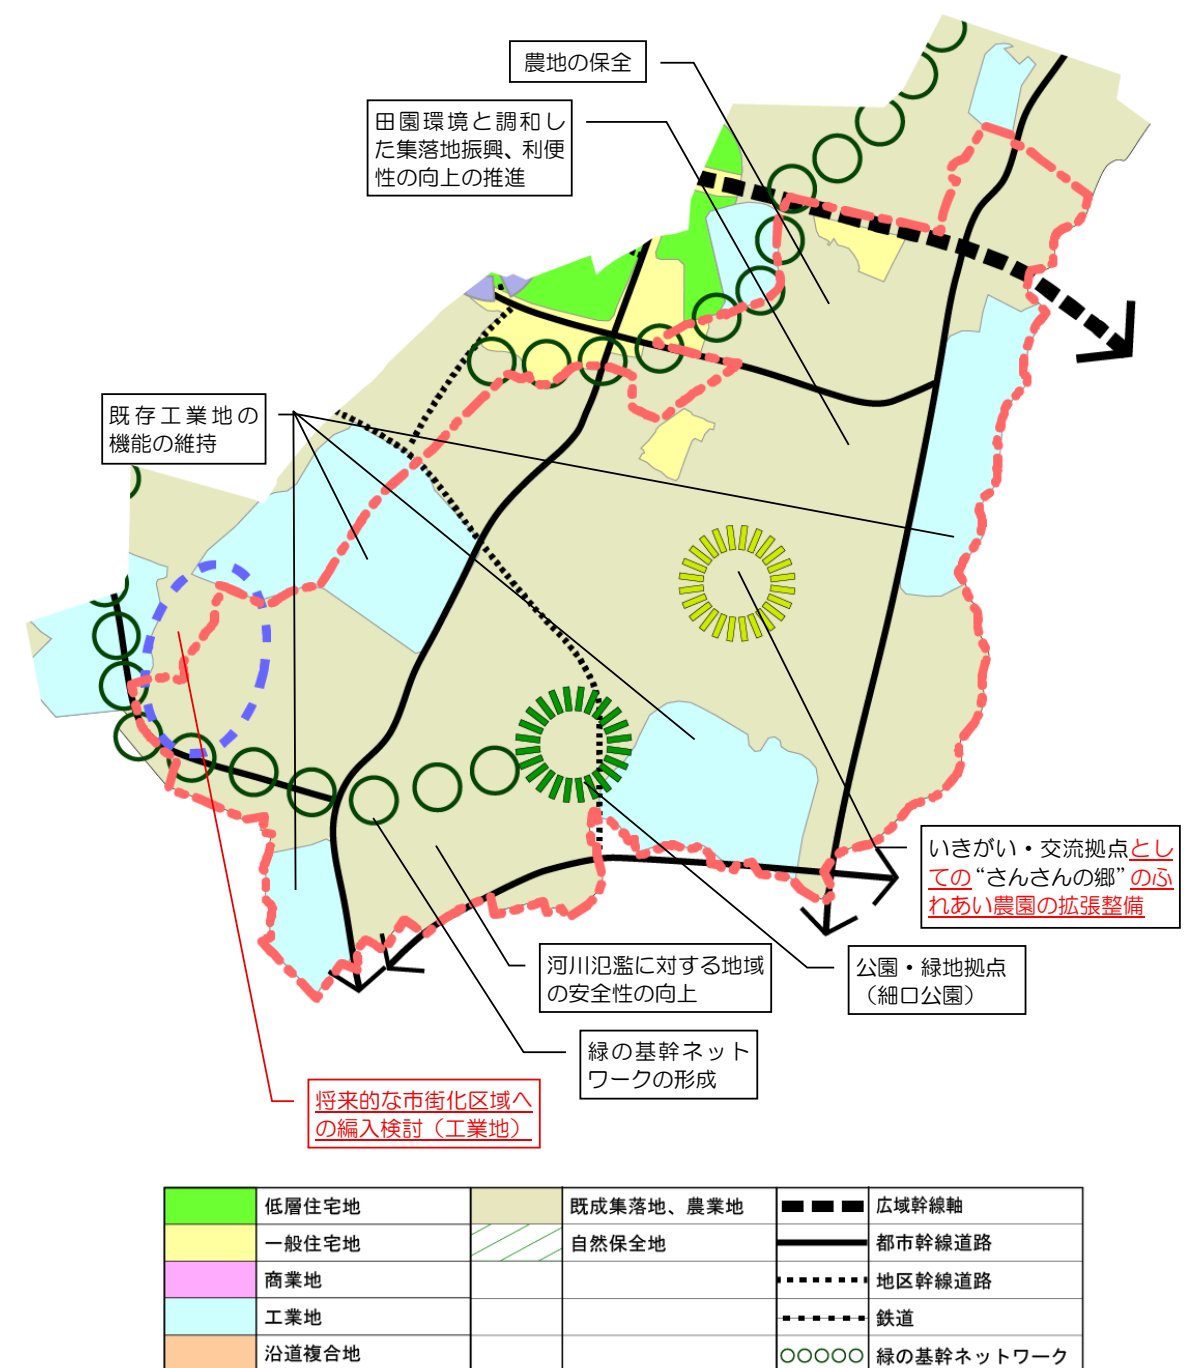 農地の保全
田園環境と調和し
た集落地振興、利便
性の向上の推進
既存工業地の
機能の維持
いきがい・交流拠点とし
ての“さんさんの郷”のふ
れあい農園の拡張整備
河川氾濫に対する地域
の安全性の向上
公園・緑地拠点
（細口公園）
緑の基幹ネット
ワークの形成
将来的な市街化区域へ
の編入検討（工業地）
低層住宅地
既成集落地、農業地
広域幹線軸
一般住宅地
自然保全地
都市幹線道路
商業地
地区幹線道路
工業地
鉄道
沿道複合地
緑の基幹ネットワーク